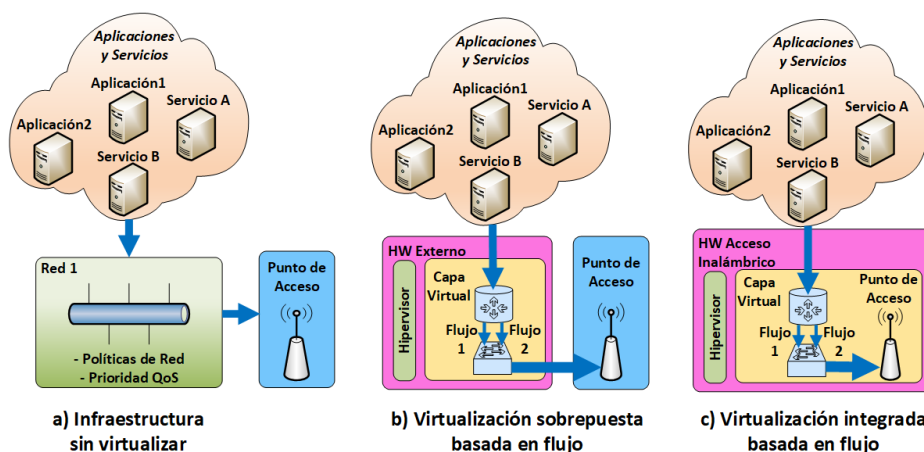 Aplicaciones
y Servicios
Aplicación1
Servicio A
Aplicación2
Servicio B
Red 1
- Políticas de Red
- Prioridad QoS
Punto de
Acceso
a) Infraestructura
sin virtualizar
Aplicaciones
y Servicios
Aplicación1
Servicio A
Aplicación2
Servicio B
HW Externo
Hipervisor
Capa
Virtual
Flujo
1
Flujo
2
Punto de
Acceso
b) Virtualización sobrepuesta
basada en flujo
Aplicaciones
y Servicios
Aplicación1
Servicio A
Aplicación2
Servicio B
HW Acceso
Inalámbrico
Hipervisor
Capa
Virtual
Flujo
1
Flujo
2
Punto de
Acceso
c) Virtualización integrada
basada en flujo